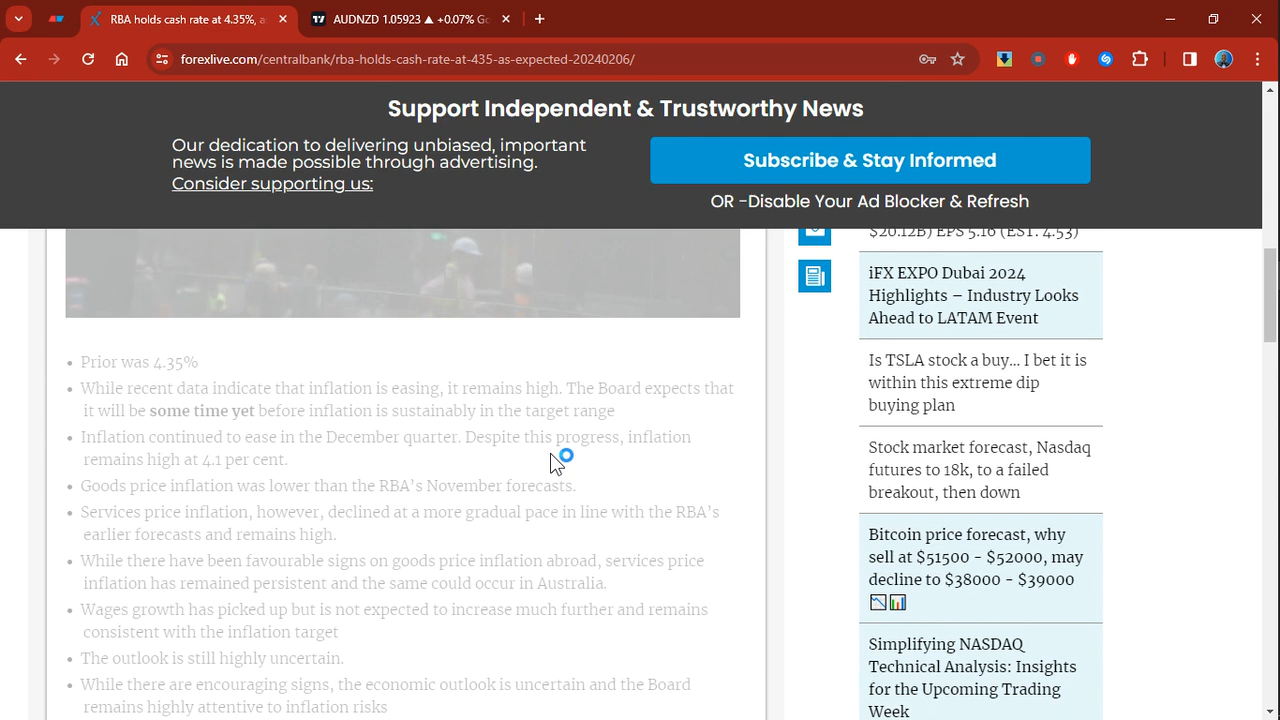 RBA holds cash rate at 4.35%, a
AUDNZD 1.05923 ▲ +0.07% Go
forexlive.com/centralbank/rba-holds-cash-rate-at-435-as-expected-20240206/
Support Independent & Trustworthy News
Our dedication to delivering unbiased, important
news is made possible through advertising.
Consider supporting us:
Subscribe & Stay Informed
OR -Disable Your Ad Blocker & Refresh
Prior was 4.35%
While recent data indicate that inflation is easing, it remains high. The Board expects that
it will be some time yet before inflation is sustainably in the target range
Inflation continued to ease in the December quarter. Despite this progress, inflation
remains high at 4.1 per cent.
Goods price inflation was lower than the RBA’s November forecasts.
Services price inflation, however, declined at a more gradual pace in line with the RBA’s
earlier forecasts and remains high.
While there have been favourable signs on goods price inflation abroad, services price
inflation has remained persistent and the same could occur in Australia.
Wages growth has picked up but is not expected to increase much further and remains
consistent with the inflation target
The outlook is still highly uncertain.
While there are encouraging signs, the economic outlook is uncertain and the Board
remains highly attentive to inflation risks
$20.12B) EPS 5.16 (EST: 4.53)
iFX EXPO Dubai 2024
Highlights – Industry Looks
Ahead to LATAM Event
Is TSLA stock a buy... I bet it is
within this extreme dip
buying plan
Stock market forecast, Nasdaq
futures to 18k, to a failed
breakout, then down
Bitcoin price forecast, why
sell at $51500 - $52000, may
decline to $38000 - $39000
Simplifying NASDAQ
Technical Analysis: Insights
for the Upcoming Trading
Week